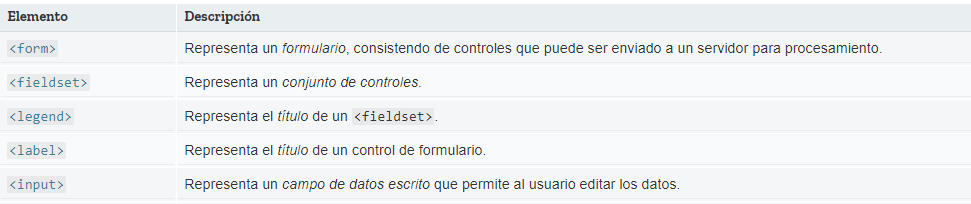 Elemento Descripción
<form> Representa un formulario, consistendo de controles que puede ser enviado a un servidor para procesamiento.
<fieldset> Representa un conjunto de controles.
<legend> Representa el título de un <fieldset>.
<label> Representa el título de un control de formulario.
<input> Representa un campo de datos escrito que permite al usuario editar los datos.